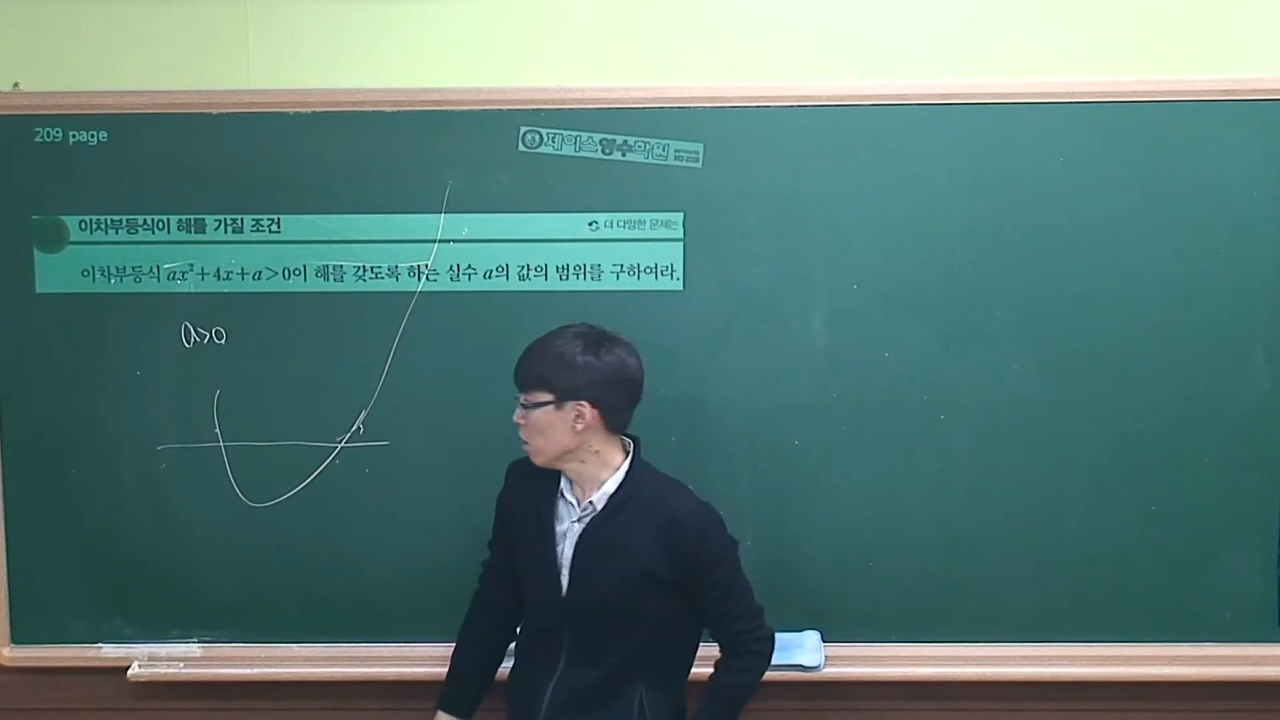 209 page
제이스영수학원
이차부등식이 해를 가질 조건
더 다양한 문제는
이차부등식 ax²+4x+a>0이 해를 갖도록 하는 실수 a의 값의 범위를 구하여라.
a>0